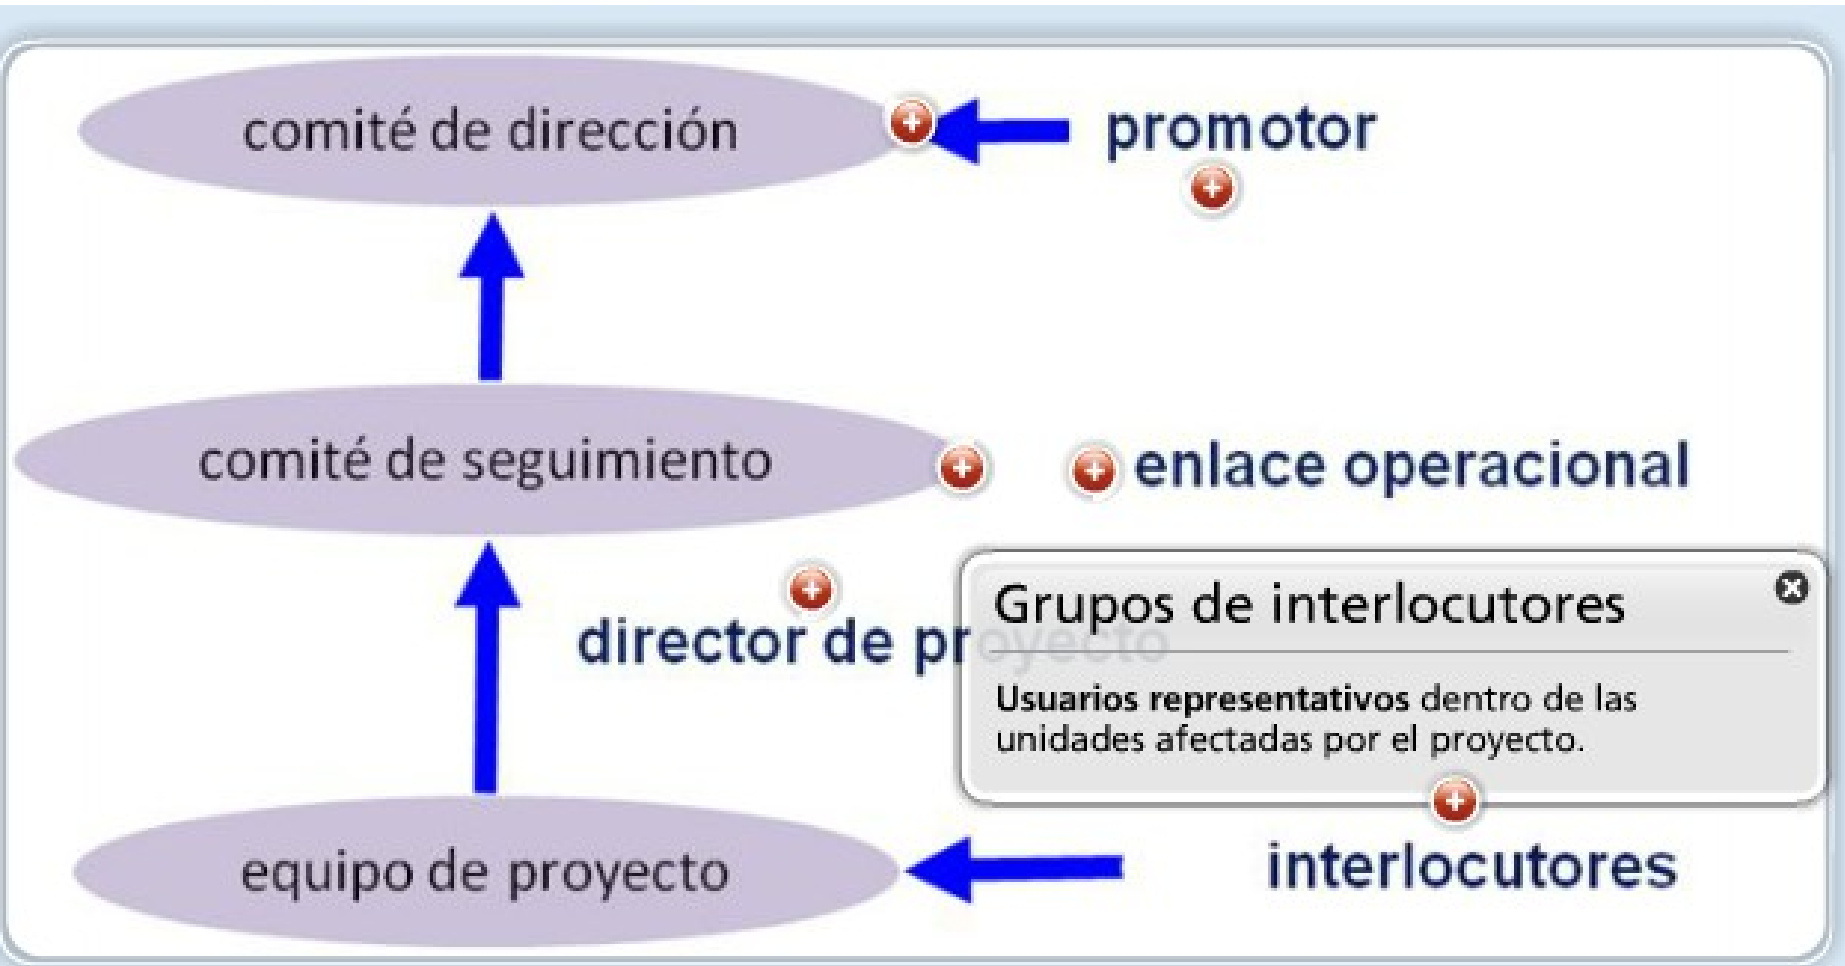 comité de dirección
promotor
comité de seguimiento
enlace operacional
director de proyecto
Grupos de interlocutores
Usuarios representativos dentro de las
unidades afectadas por el proyecto.
equipo de proyecto
interlocutores